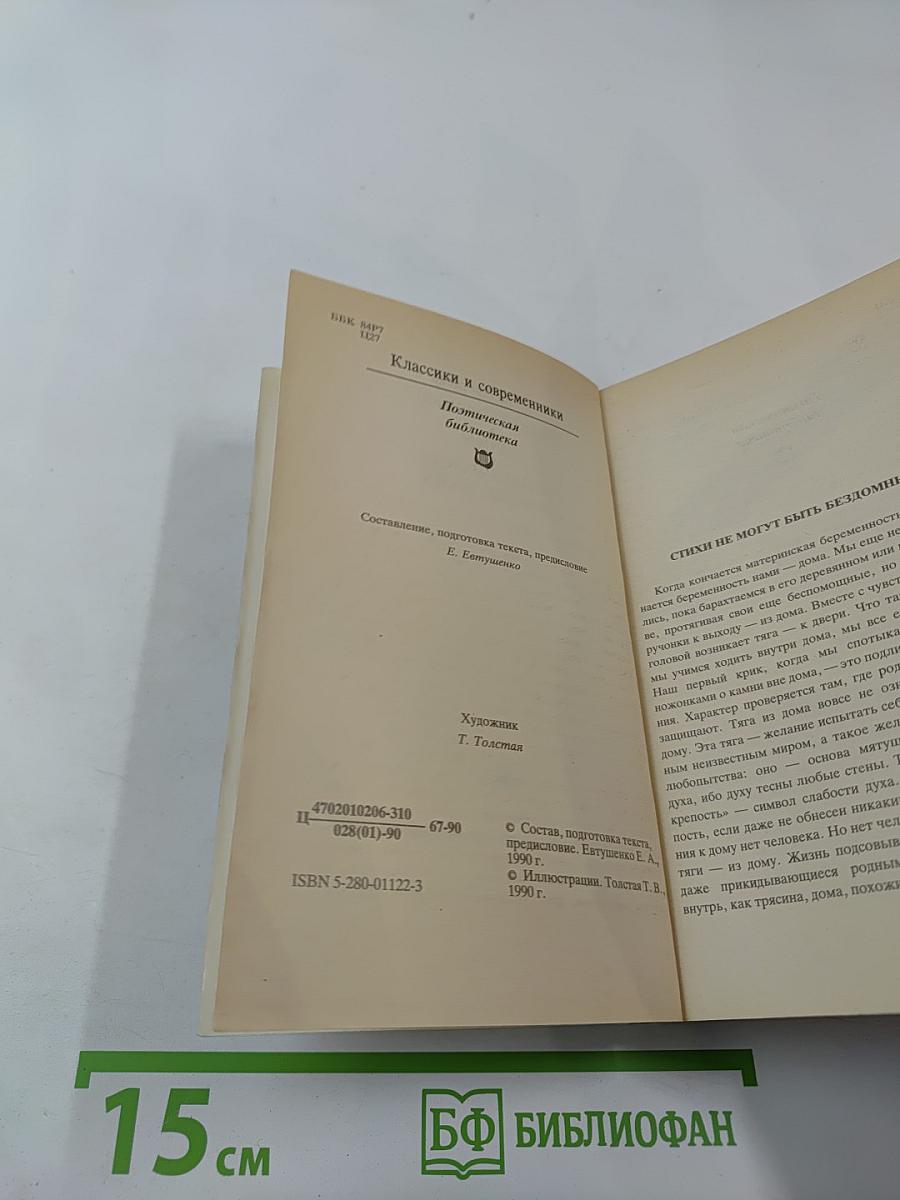 ББК 84Р7
Ц27
Классики и современники
Поэтическая
библиотека
Составление, подготовка текста, предисловие
Е. Евтушенко
Художник
Т. Толстая
Ц 4702010206-310
028(01)-90
67-90
ISBN 5-280-01122-3
© Состав, подготовка текста,
предисловие. Евтушенко Е. А.,
1990 г.
© Иллюстрации. Толстая Т. В.,
1990 г.
СТИХИ НЕ МОГУТ БЫТЬ БЕЗДОМНЫ
Когда кончается материнская беременность
нается беременность нами — дома. Мы еще не
лись, пока барахтаемся в его деревянном или
ве, протягивая свои еще беспомощные, но
ручонки к выходу — из дома. Вместе с чувст
головой возникает тяга — к двери. Что та
мы учимся ходить внутри дома, мы все е
Наш первый крик, когда мы спотыка
ножонками о камни вне дома, — это подли
ния. Характер проверяется там, где род
защищают. Тяга из дома вовсе не озн
дому. Эта тяга — желание испытать себ
ным неизвестным миром, а такое жел
любопытства: оно — основа мятущ
духа, ибо духу тесны любые стены. Т
крепость» — символ слабости духа.
пость, если даже не обнесен никаки
ния к дому нет человека. Но нет чел
тяги — из дому. Жизнь подсовыв
даже прикидывающиеся родным
внутрь, как трясина, дома, похожи
15 см
БФ БИБЛИОФАН